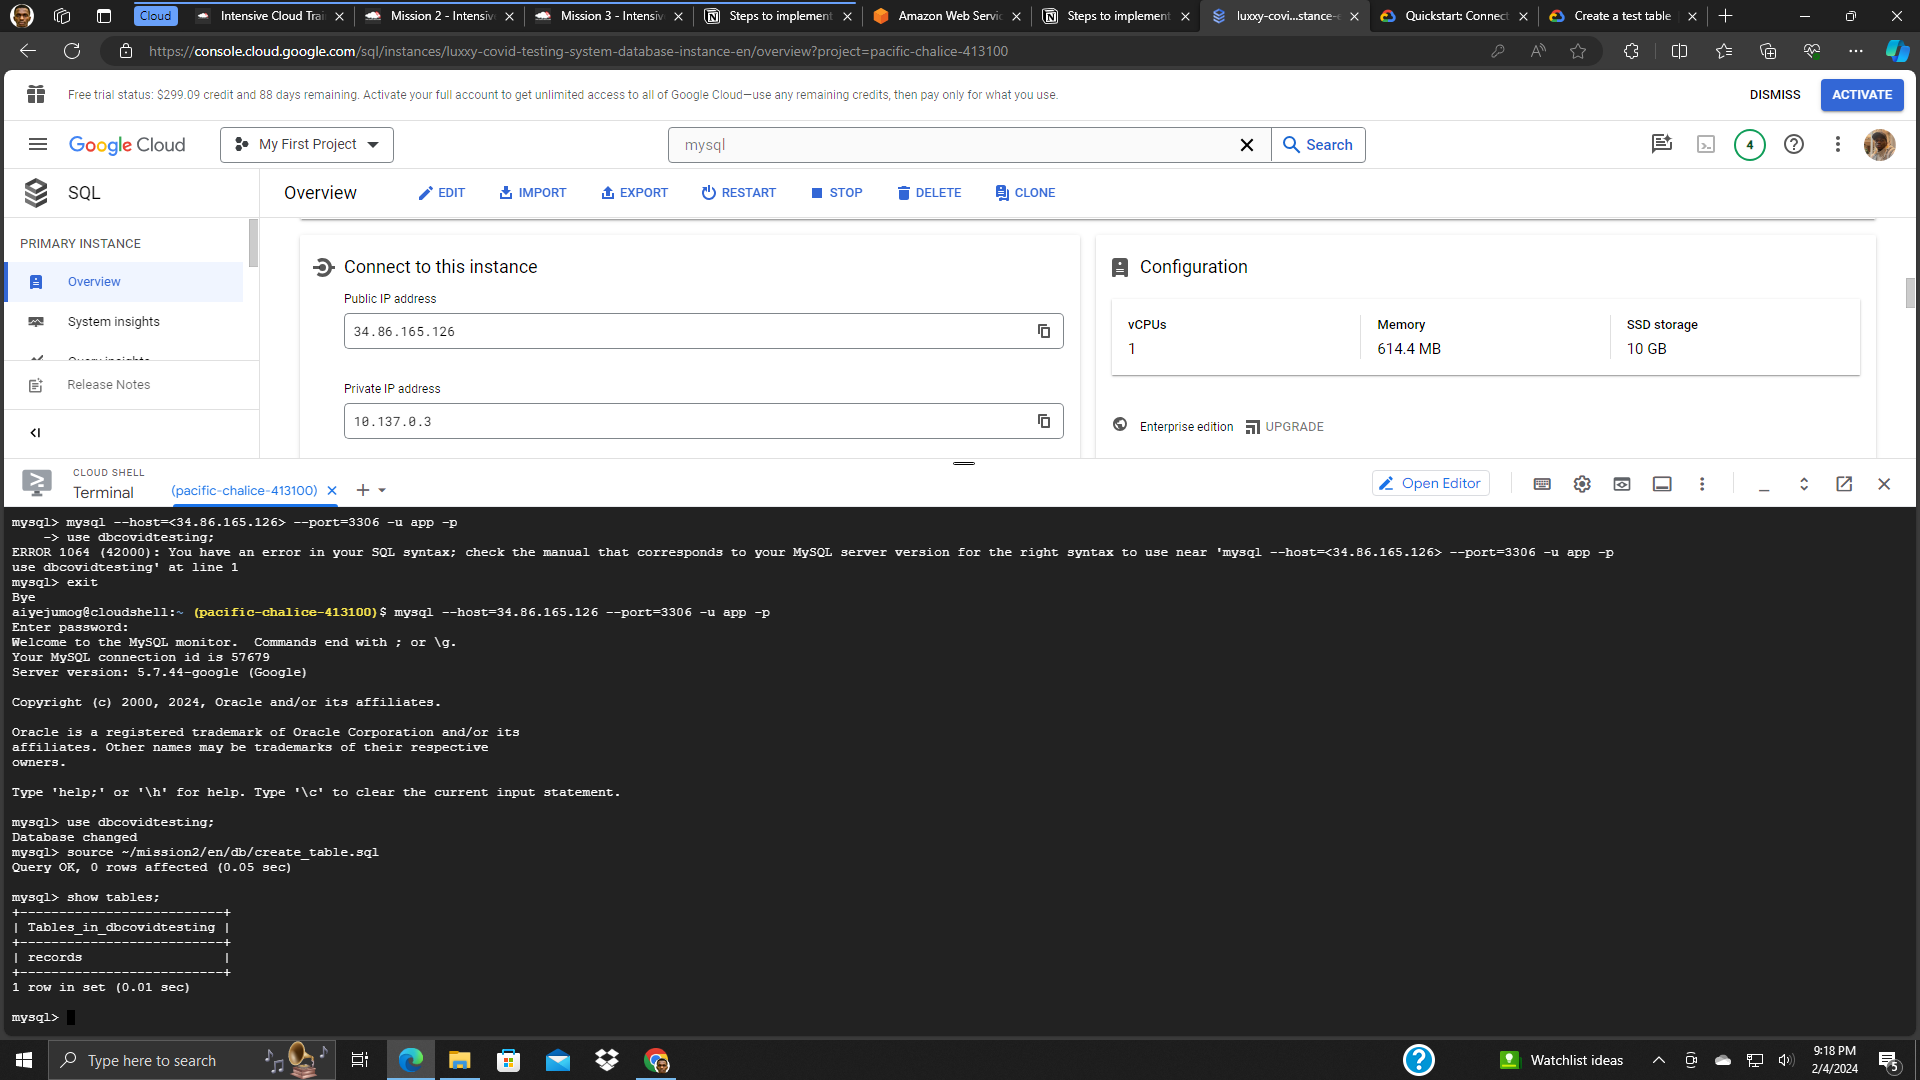 Cloud
Intensive Cloud Trai
Mission 2 - Intensiv
Mission 3 - Intensiv
Steps to implement
Amazon Web Servic
Steps to implement
luxxy-covi...stance-e
Quickstart: Connect
Create a test table
https://console.cloud.google.com/sql/instances/luxxy-covid-testing-system-database-instance-en/overview?project=pacific-chalice-413100
Free trial status: $299.09 credit and 88 days remaining. Activate your full account to get unlimited access to all of Google Cloud—use any remaining credits, then pay only for what you use.
DISMISS
ACTIVATE
Google Cloud
My First Project
mysql
Search
4
SQL
Overview
EDIT
IMPORT
EXPORT
RESTART
STOP
DELETE
CLONE
PRIMARY INSTANCE
Overview
System insights
Query insights
Release Notes
Connect to this instance
Public IP address
34.86.165.126
Private IP address
10.137.0.3
Configuration
vCPUs
1
Memory
614.4 MB
SSD storage
10 GB
Enterprise edition
UPGRADE
CLOUD SHELL
Terminal
(pacific-chalice-413100)
Open Editor
mysql> mysql --host=<34.86.165.126> --port=3306 -u app -p
-> use dbcovidtesting;
ERROR 1064 (42000): You have an error in your SQL syntax; check the manual that corresponds to your MySQL server version for the right syntax to use near 'mysql --host=<34.86.165.126> --port=3306 -u app -p
use dbcovidtesting' at line 1
mysql> exit
Bye
aiyejumog@cloudshell:~ (pacific-chalice-413100)$ mysql --host=34.86.165.126 --port=3306 -u app -p
Enter password:
Welcome to the MySQL monitor.  Commands end with ; or \g.
Your MySQL connection id is 57679
Server version: 5.7.44-google (Google)
Copyright (c) 2000, 2024, Oracle and/or its affiliates.
Oracle is a registered trademark of Oracle Corporation and/or its
affiliates. Other names may be trademarks of their respective
owners.
Type 'help;' or '\h' for help. Type '\c' to clear the current input statement.
mysql> use dbcovidtesting;
Database changed
mysql> source ~/mission2/en/db/create_table.sql
Query OK, 0 rows affected (0.05 sec)
mysql> show tables;
+--------------------------+
| Tables_in_dbcovidtesting |
+--------------------------+
| records                  |
+--------------------------+
1 row in set (0.01 sec)
mysql>
Type here to search
Watchlist ideas
9:18 PM
2/4/2024
5